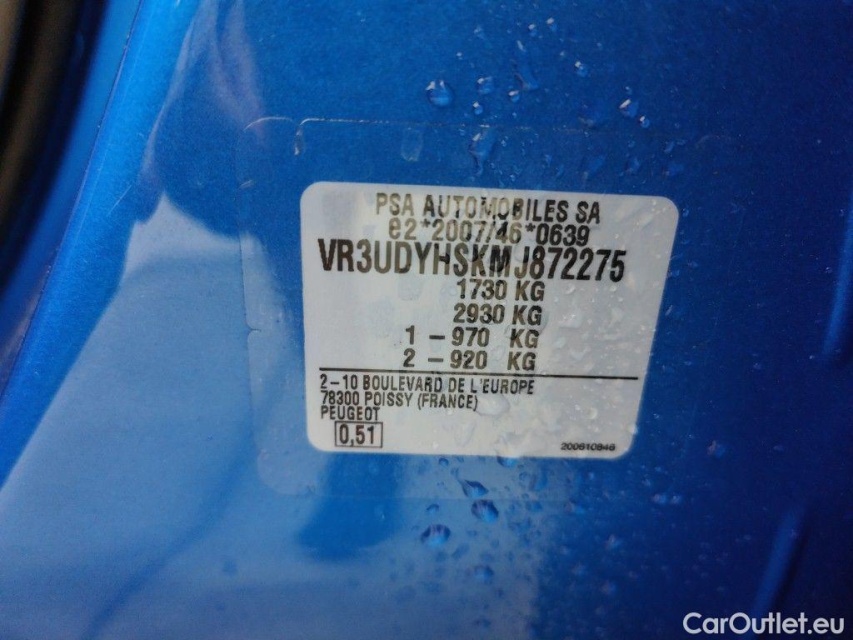 PSA AUTOMOBILES SA
e2*2007/46*0639
VR3UDYHSKMJ872275
1730 KG
2930 KG
1 – 970 KG
2 – 920 KG
2–10 BOULEVARD DE L'EUROPE
78300 POISSY (FRANCE)
PEUGEOT
0,51
200610846
CarOutlet.eu